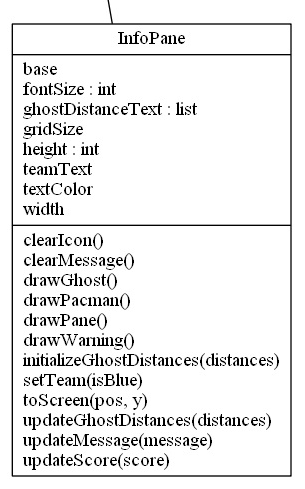 InfoPane
base
fontSize : int
ghostDistanceText : list
gridSize
height : int
teamText
textColor
width
clearIcon()
clearMessage()
drawGhost()
drawPacman()
drawPane()
drawWarning()
initializeGhostDistances(distances)
setTeam(isBlue)
toScreen(pos, y)
updateGhostDistances(distances)
updateMessage(message)
updateScore(score)